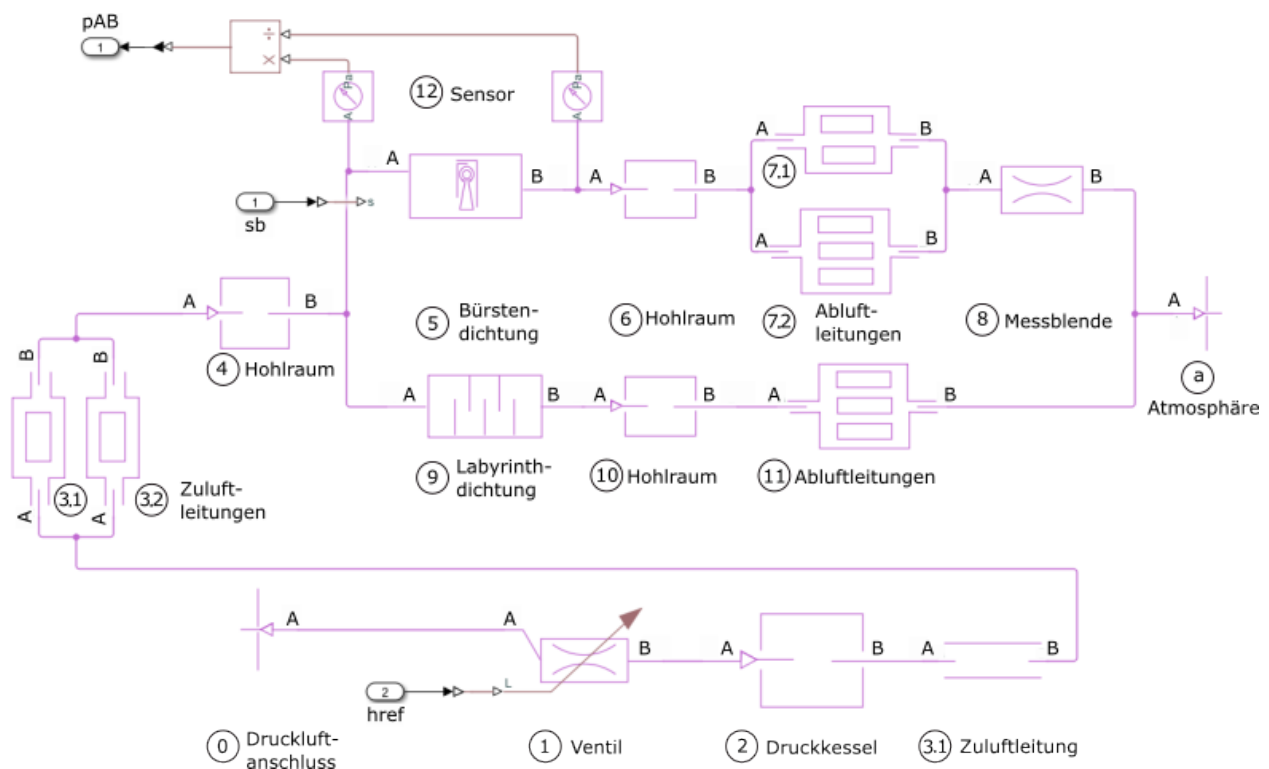 pAB
1
÷
×
Pa
A
12 Sensor
Pa
A
A
B
A
B
A
B
7.1
A
B
A
B
1
sb
s
A
B
4 Hohlraum
5 Bürsten-
dichtung
6 Hohlraum
7.2 Abluft-
leitungen
8 Messblende
A
a
Atmosphäre
B
B
A
A
3.1
3.2 Zuluft-
leitungen
A
B
A
B
A
B
9 Labyrinth-
dichtung
10 Hohlraum
11 Abluftleitungen
A
A
B
A
B
A
B
2
href
L
0 Druckluft-
anschluss
1 Ventil
2 Druckkessel
3.1 Zuluftleitung